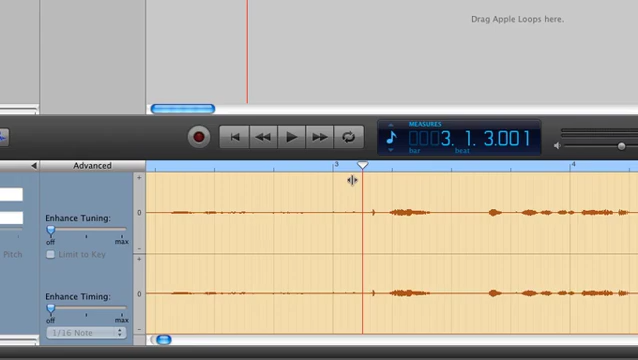 Drag Apple Loops here.
MEASURES
0003. 1. 3.001
bar beat
Advanced
3 4
Enhance Tuning:
off max
Pitch
Limit to Key
Enhance Timing:
off max
1/16 Note
+
0
-
+
0
-